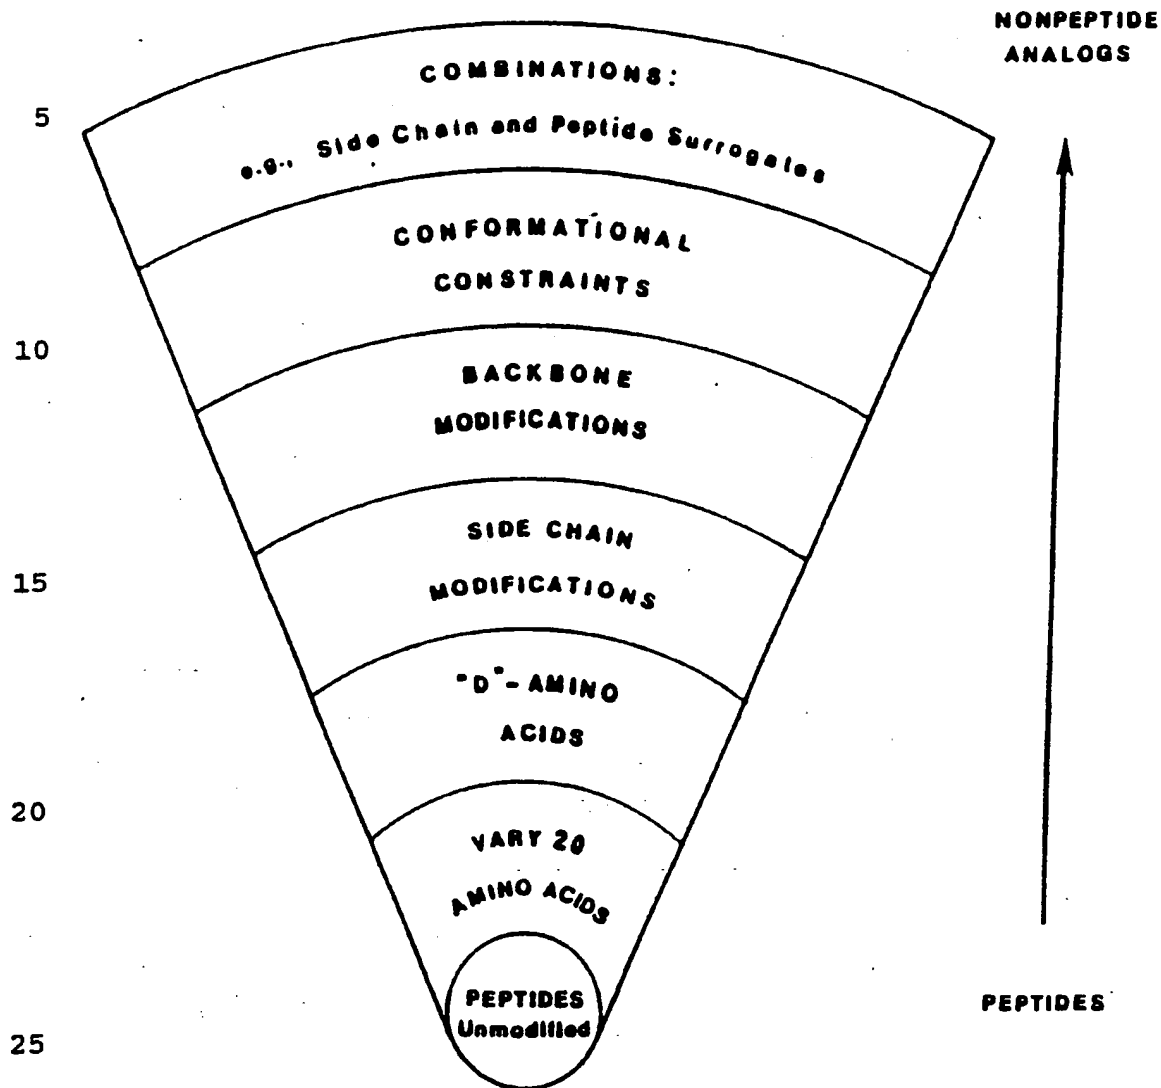 NONPEPTIDE
ANALOGS
COMBINATIONS:
5
e.g., Side Chain and Peptide Surrogates
CONFORMATIONAL
CONSTRAINTS
10
BACKBONE
MODIFICATIONS
SIDE CHAIN
15
MODIFICATIONS
"D"- AMINO
ACIDS
20
VARY 20
AMINO ACIDS
PEPTIDES
Unmodified
PEPTIDES
25